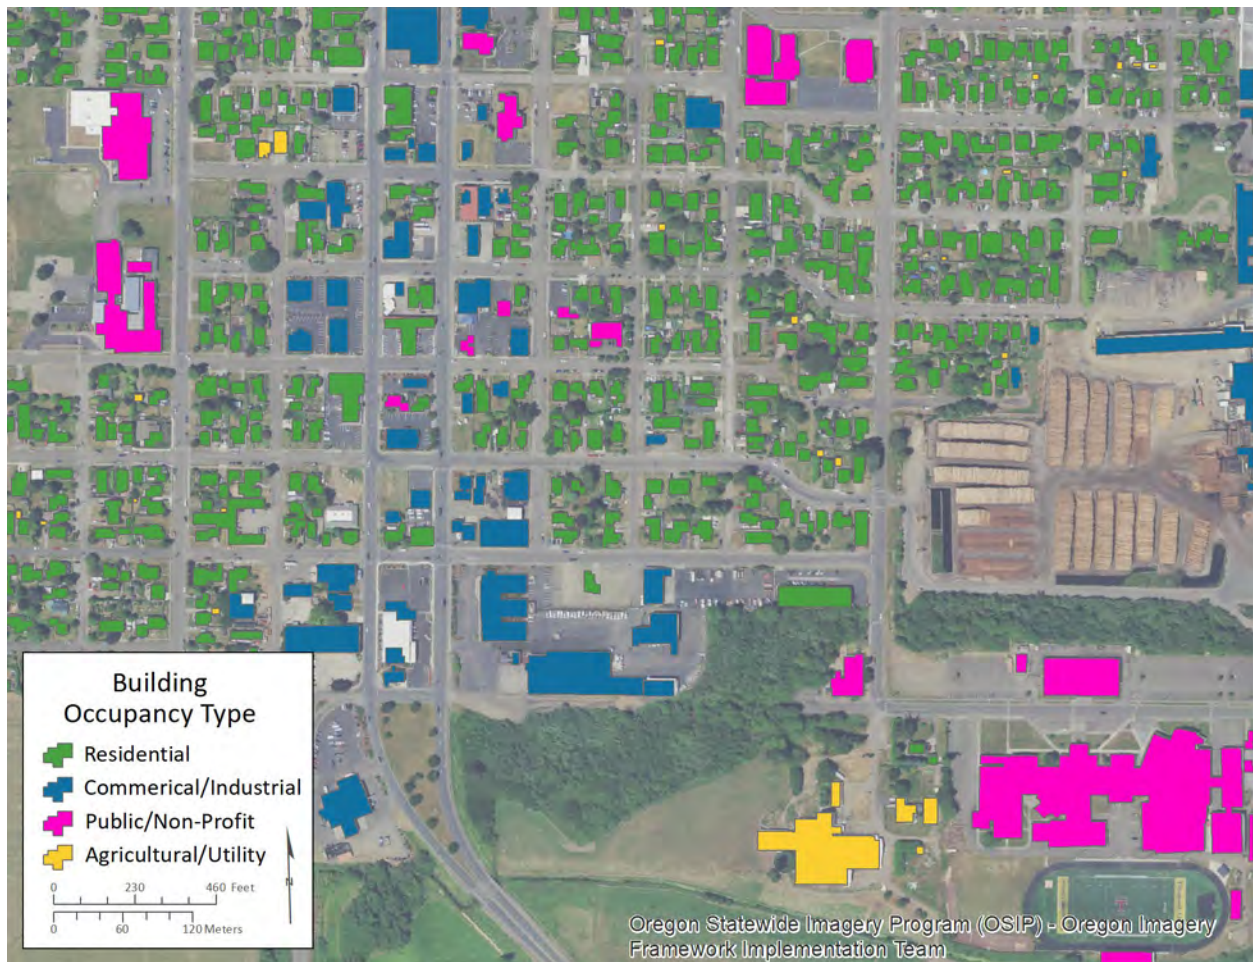 Building
Occupancy Type
Residential
Commerical/Industrial
Public/Non-Profit
Agricultural/Utility
0 230 460 Feet
N
0 60 120 Meters
Oregon Statewide Imagery Program (OSIP) - Oregon Imagery
Framework Implementation Team